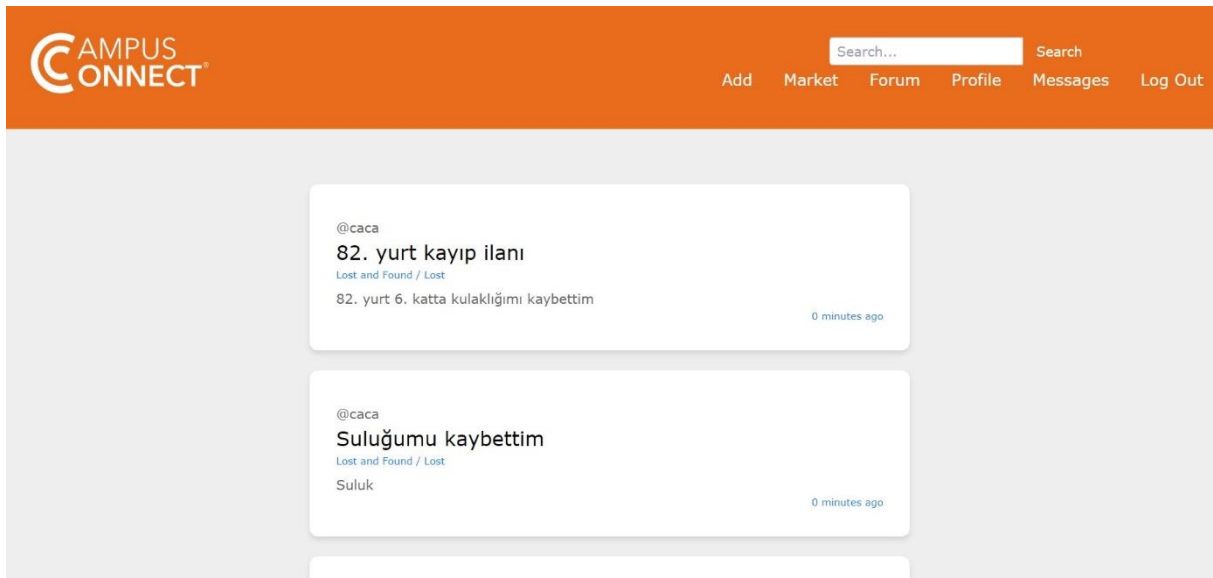 CAMPUS
CONNECT®
Search...
Search
Add Market Forum Profile Messages Log Out
@caca
82. yurt kayıp ilanı
Lost and Found / Lost
82. yurt 6. katta kulaklığımı kaybettim
0 minutes ago
@caca
Suluğumu kaybettim
Lost and Found / Lost
Suluk
0 minutes ago